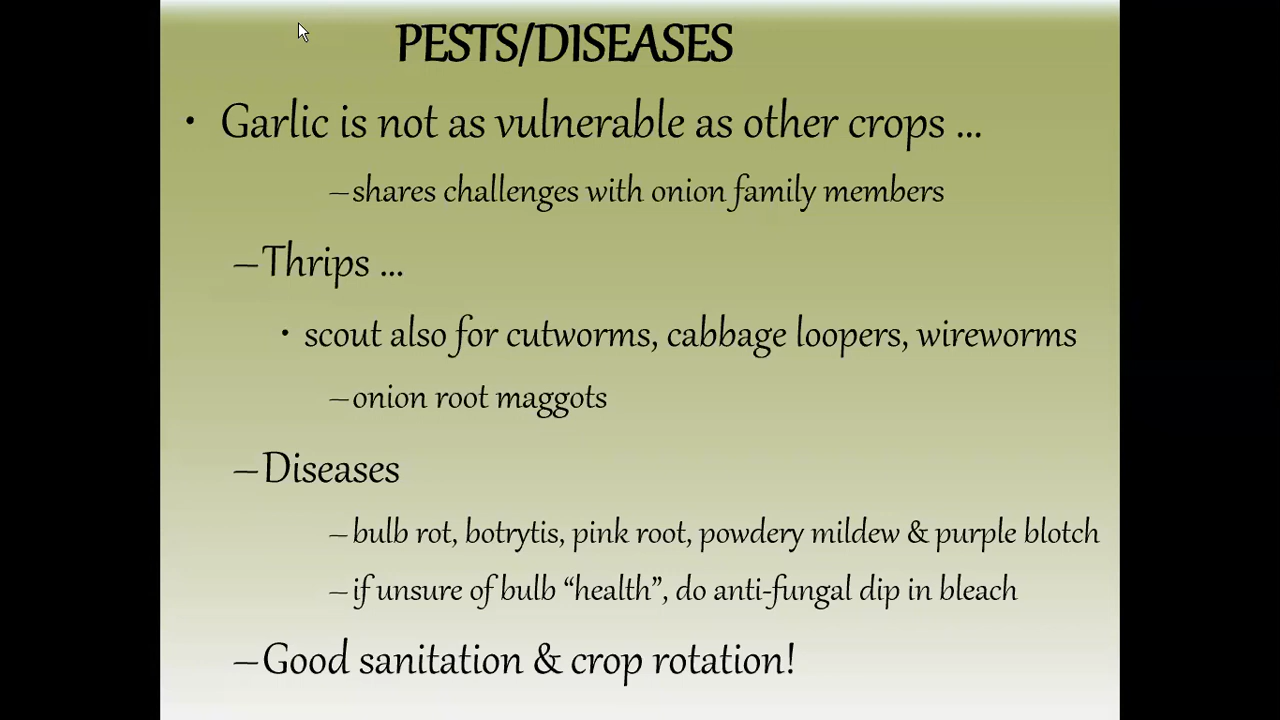 PESTS/DISEASES
• Garlic is not as vulnerable as other crops ...
–shares challenges with onion family members
–Thrips ...
• scout also for cutworms, cabbage loopers, wireworms
–onion root maggots
–Diseases
–bulb rot, botrytis, pink root, powdery mildew & purple blotch
–if unsure of bulb “health”, do anti-fungal dip in bleach
–Good sanitation & crop rotation!